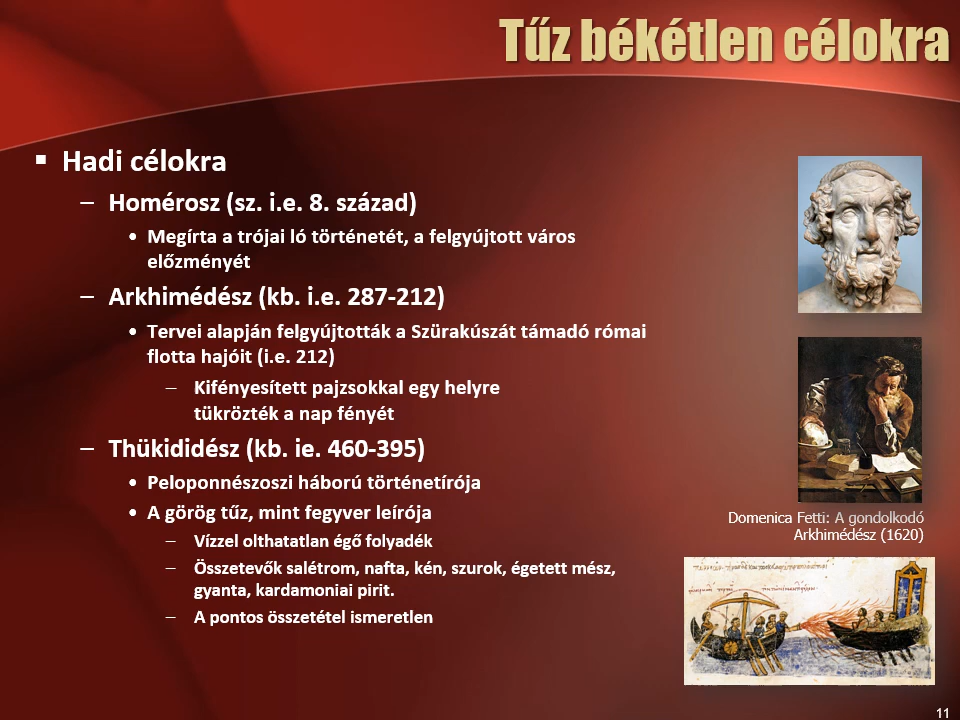 Tűz békétlen célokra
▪ Hadi célokra
– Homérosz (sz. i.e. 8. század)
• Megírta a trójai ló történetét, a felgyújtott város
előzményét
– Arkhimédész (kb. i.e. 287-212)
• Tervei alapján felgyújtották a Szürakúszát támadó római
flotta hajóit (i.e. 212)
– Kifényesített pajzsokkal egy helyre
tükrözték a nap fényét
– Thükididész (kb. ie. 460-395)
• Peloponnészoszi háború történetírója
• A görög tűz, mint fegyver leírója
– Vízzel olthatatlan égő folyadék
– Összetevők salétrom, nafta, kén, szurok, égetett mész,
gyanta, kardamoniai pirit.
– A pontos összetétel ismeretlen
Domenica Fetti: A gondolkodó
Arkhimédész (1620)
11